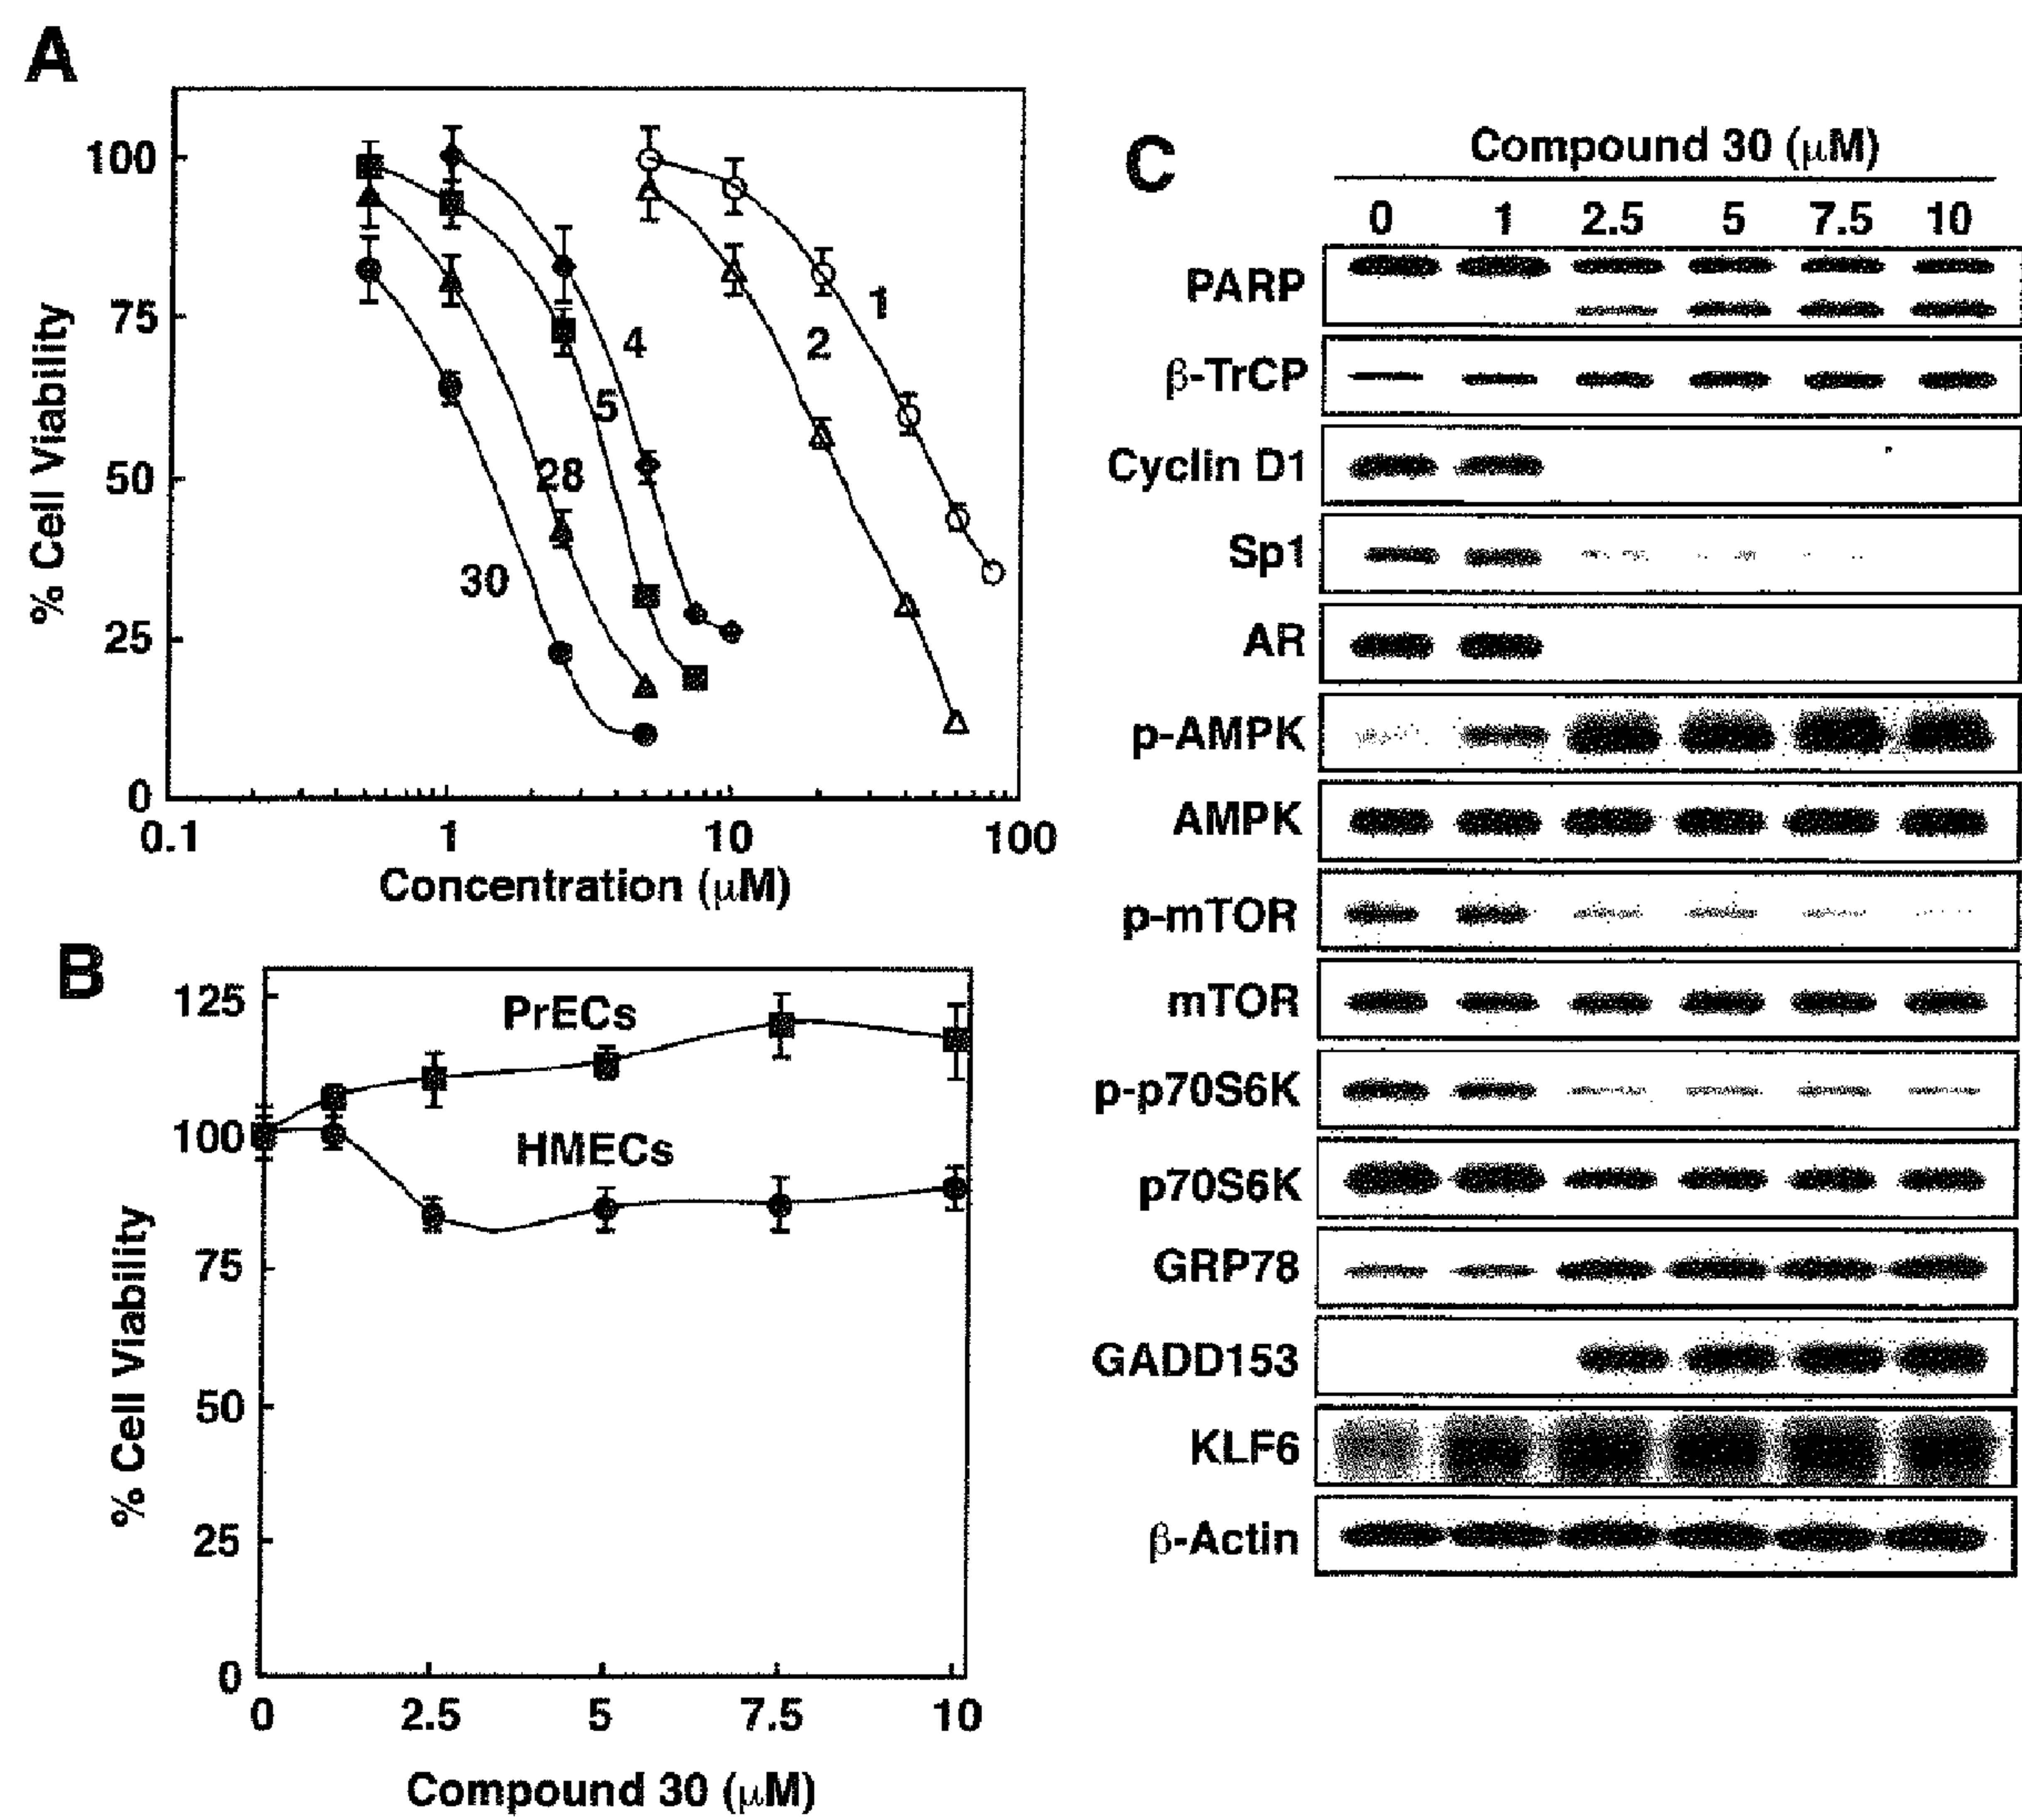 A
100
75
50
25
0
% Cell Viability
1
2
4
5
28
30
0.1 1 10 100
Concentration (μM)
B
125
100
75
50
25
0
% Cell Viability
PrECs
HMECs
0 2.5 5 7.5 10
Compound 30 (μM)
C
Compound 30 (μM)
0 1 2.5 5 7.5 10
PARP
β-TrCP
Cyclin D1
Sp1
AR
p-AMPK
AMPK
p-mTOR
mTOR
p-p70S6K
p70S6K
GRP78
GADD153
KLF6
β-Actin